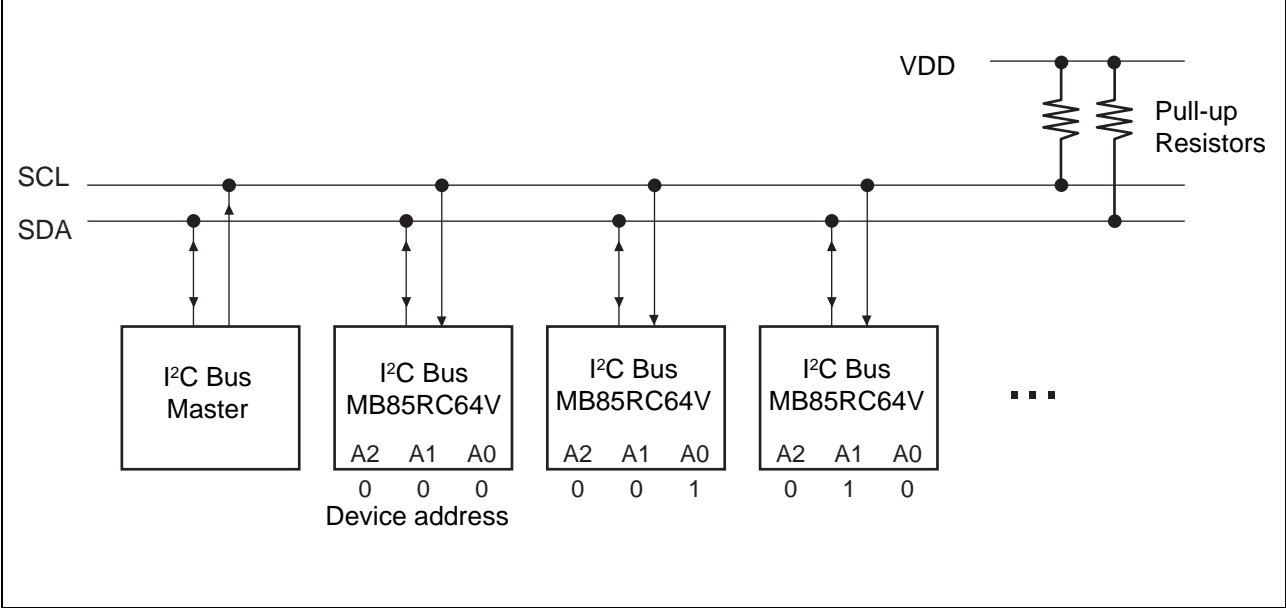 VDD
Pull-up
Resistors
SCL
SDA
I²C Bus
Master
I²C Bus
MB85RC64V
A2 A1 A0
0 0 0
Device address
I²C Bus
MB85RC64V
A2 A1 A0
0 0 1
I²C Bus
MB85RC64V
A2 A1 A0
0 1 0
...